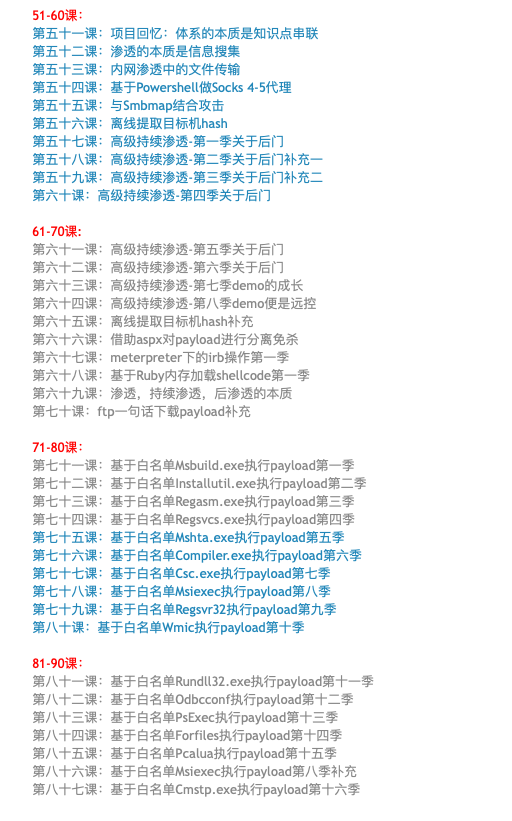 51-60课：
第五十一课：项目回忆：体系的本质是知识点串联
第五十二课：渗透的本质是信息搜集
第五十三课：内网渗透中的文件传输
第五十四课：基于Powershell做Socks 4-5代理
第五十五课：与Smbmap结合攻击
第五十六课：离线提取目标机hash
第五十七课：高级持续渗透-第一季关于后门
第五十八课：高级持续渗透-第二季关于后门补充一
第五十九课：高级持续渗透-第三季关于后门补充二
第六十课：高级持续渗透-第四季关于后门
61-70课:
第六十一课：高级持续渗透-第五季关于后门
第六十二课：高级持续渗透-第六季关于后门
第六十三课：高级持续渗透-第七季demo的成长
第六十四课：高级持续渗透-第八季demo便是远控
第六十五课：离线提取目标机hash补充
第六十六课：借助aspx对payload进行分离免杀
第六十七课：meterpreter下的irb操作第一季
第六十八课：基于Ruby内存加载shellcode第一季
第六十九课：渗透，持续渗透，后渗透的本质
第七十课：ftp一句话下载payload补充
71-80课：
第七十一课：基于白名单Msbuild.exe执行payload第一季
第七十二课：基于白名单Installutil.exe执行payload第二季
第七十三课：基于白名单Regasm.exe执行payload第三季
第七十四课：基于白名单Regsvcs.exe执行payload第四季
第七十五课：基于白名单Mshta.exe执行payload第五季
第七十六课：基于白名单Compiler.exe执行payload第六季
第七十七课：基于白名单Csc.exe执行payload第七季
第七十八课：基于白名单Msiexec执行payload第八季
第七十九课：基于白名单Regsvr32执行payload第九季
第八十课：基于白名单Wmic执行payload第十季
81-90课：
第八十一课：基于白名单Rundll32.exe执行payload第十一季
第八十二课：基于白名单Odbcconf执行payload第十二季
第八十三课：基于白名单PsExec执行payload第十三季
第八十四课：基于白名单Forfiles执行payload第十四季
第八十五课：基于白名单Pcalua执行payload第十五季
第八十六课：基于白名单Msiexec执行payload第八季补充
第八十七课：基于白名单Cmstp.exe执行payload第十六季